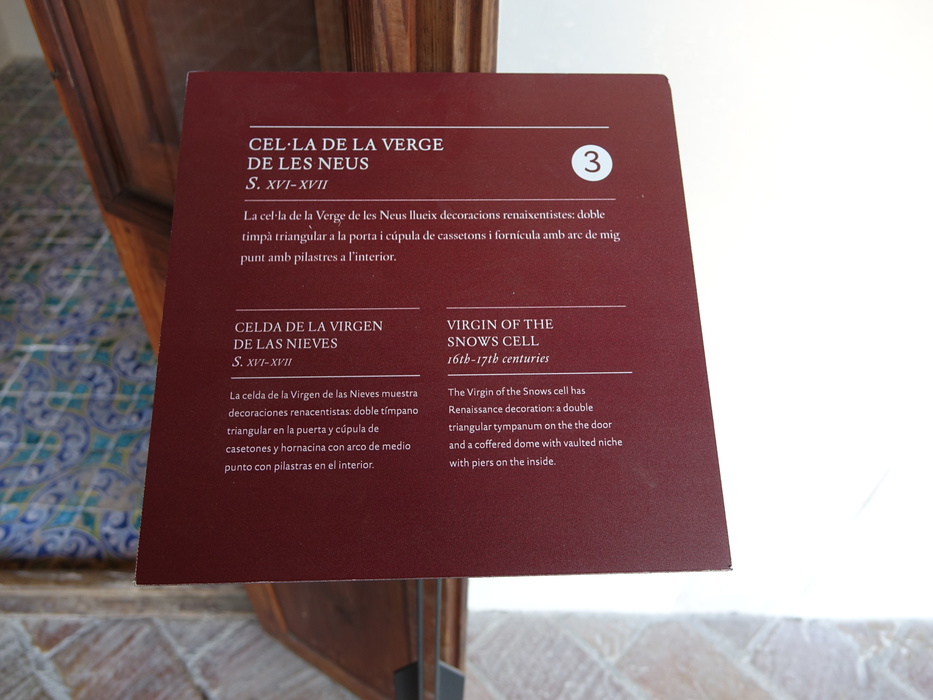 CEL·LA DE LA VERGE
DE LES NEUS
S. XVI-XVII
3
La cel·la de la Verge de les Neus llueix decoracions renaixentistes: doble
timpà triangular a la porta i cúpula de cassetons i fornícula amb arc de mig
punt amb pilastres a l'interior.
CELDA DE LA VIRGEN
DE LAS NIEVES
S. XVI-XVII
La celda de la Virgen de las Nieves muestra
decoraciones renacentistas: doble tímpano
triangular en la puerta y cúpula de
casetones y hornacina con arco de medio
punto con pilastras en el interior.
VIRGIN OF THE
SNOWS CELL
16th-17th centuries
The Virgin of the Snows cell has
Renaissance decoration: a double
triangular tympanum on the the door
and a coffered dome with vaulted niche
with piers on the inside.